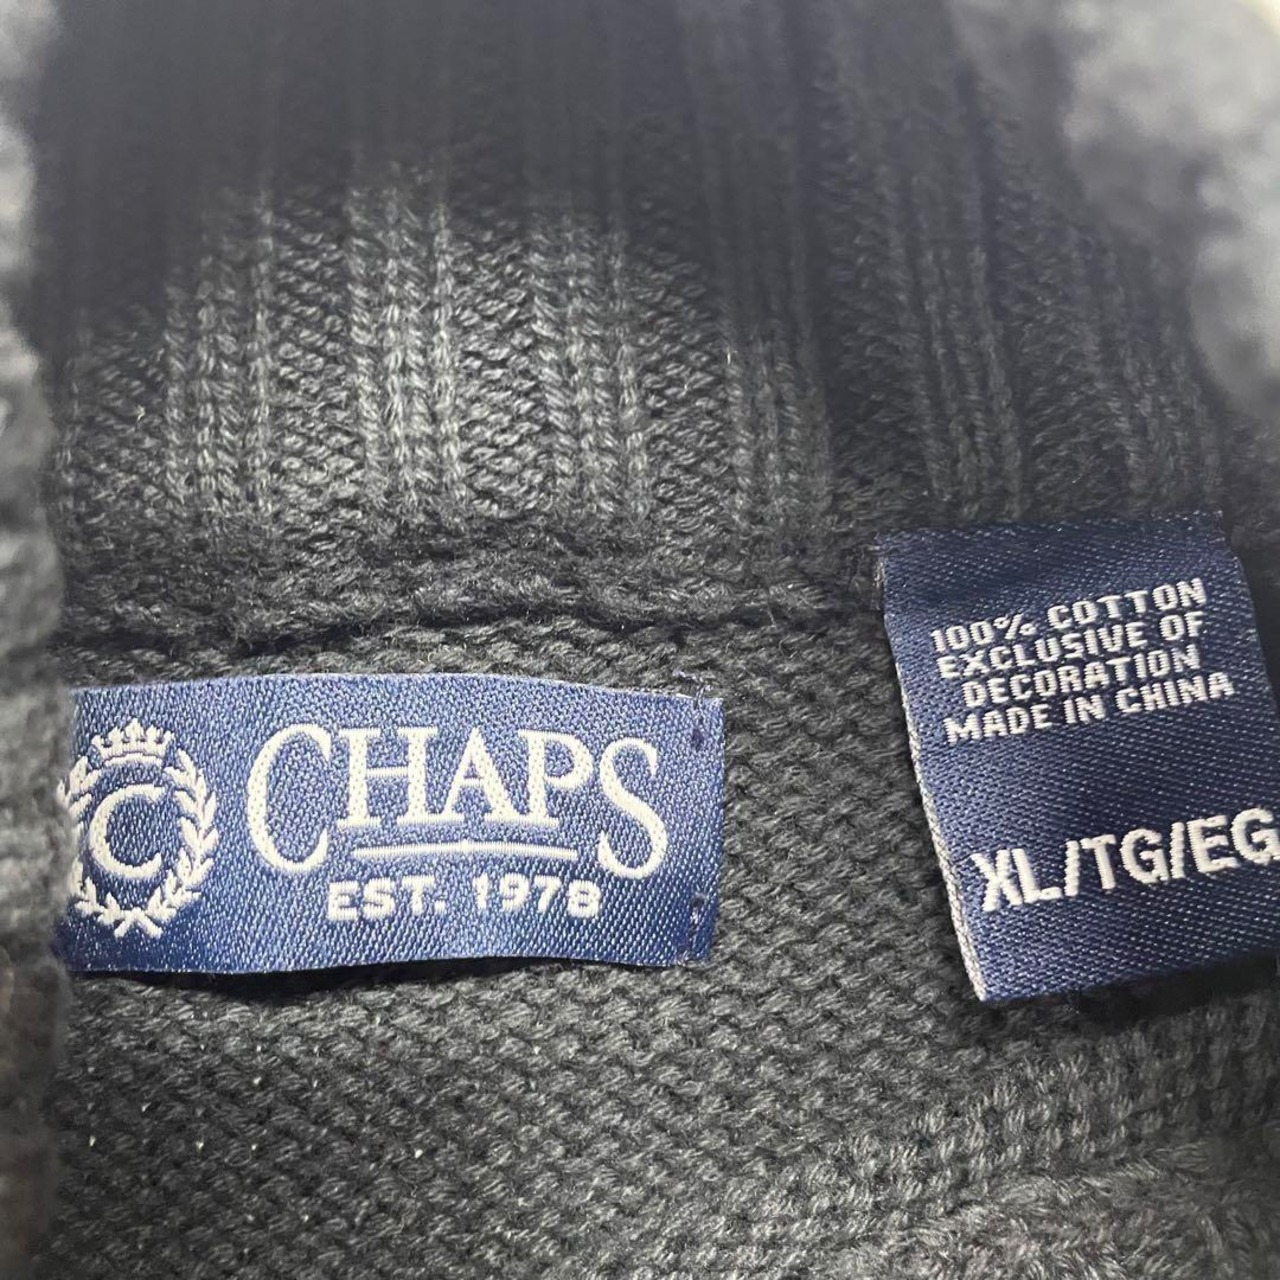 C
CHAPS
EST. 1978
100% COTTON
EXCLUSIVE OF
DECORATION
MADE IN CHINA
XL/TG/EG